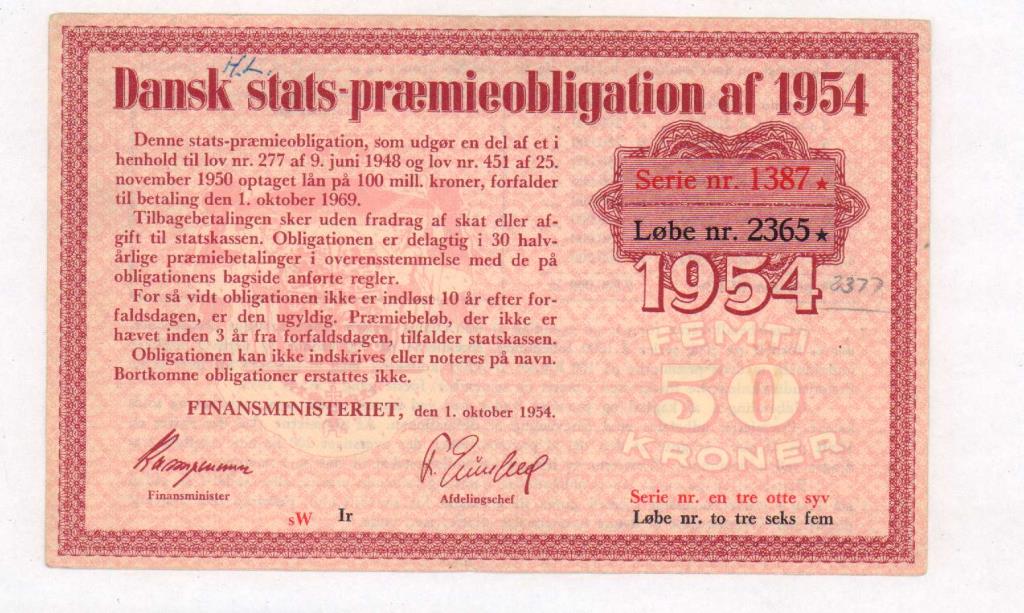 H.L.
Dansk stats-præmieobligation af 1954
Denne stats-præmieobligation, som udgør en del af et i
henhold til lov nr. 277 af 9. juni 1948 og lov nr. 451 af 25.
november 1950 optaget lån på 100 mill. kroner, forfalder
til betaling den 1. oktober 1969.
Tilbagebetalingen sker uden fradrag af skat eller af-
gift til statskassen. Obligationen er delagtig i 30 halv-
årlige præmiebetalinger i overensstemmelse med de på
obligationens bagside anførte regler.
For så vidt obligationen ikke er indløst 10 år efter for-
faldsdagen, er den ugyldig. Præmiebeløb, der ikke er
hævet inden 3 år fra forfaldsdagen, tilfalder statskassen.
Obligationen kan ikke indskrives eller noteres på navn.
Bortkomne obligationer erstattes ikke.
FINANSMINISTERIET, den 1. oktober 1954.
Finansminister
Afdelingschef
sW Ir
Serie nr. 1387★
Løbe nr. 2365★
1954
2377
FEMTI
50
KRONER
Serie nr. en tre otte syv
Løbe nr. to tre seks fem